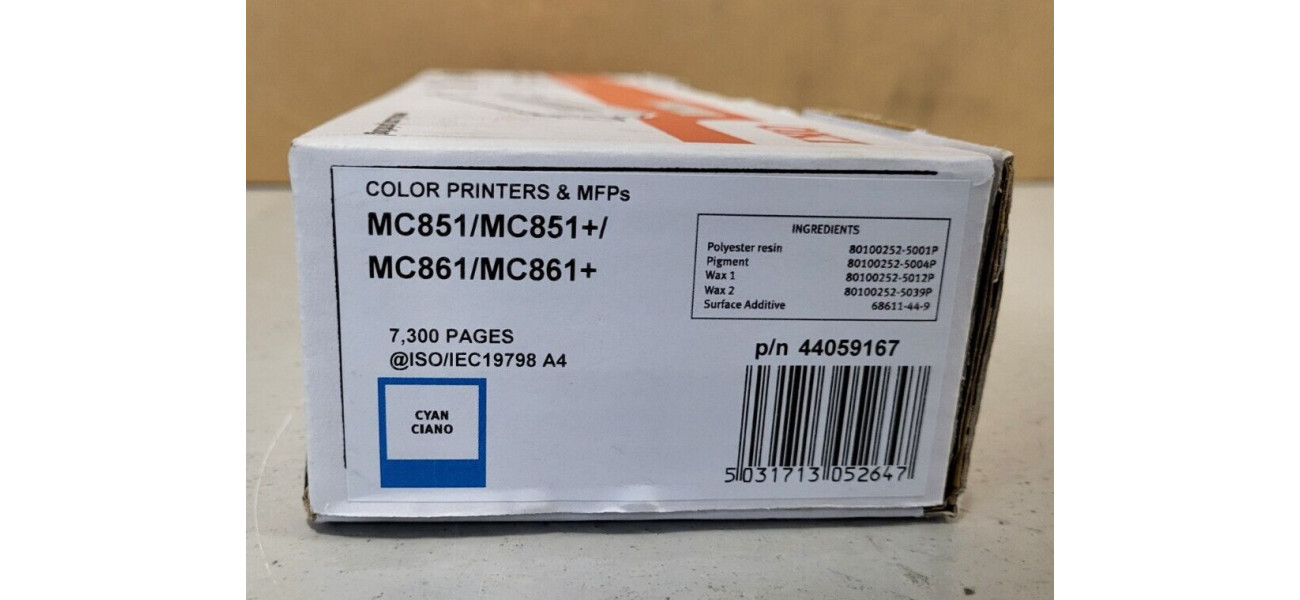 OKI
COLOR PRINTERS & MFPs
MC851/MC851+/
MC861/MC861+
INGREDIENTS
Polyester resin 80100252-5001P
Pigment 80100252-5004P
Wax 1 80100252-5012P
Wax 2 80100252-5039P
Surface Additive 68611-44-9
7,300 PAGES
@ISO/IEC19798 A4
p/n 44059167
CYAN
CIANO
5 031713 052647